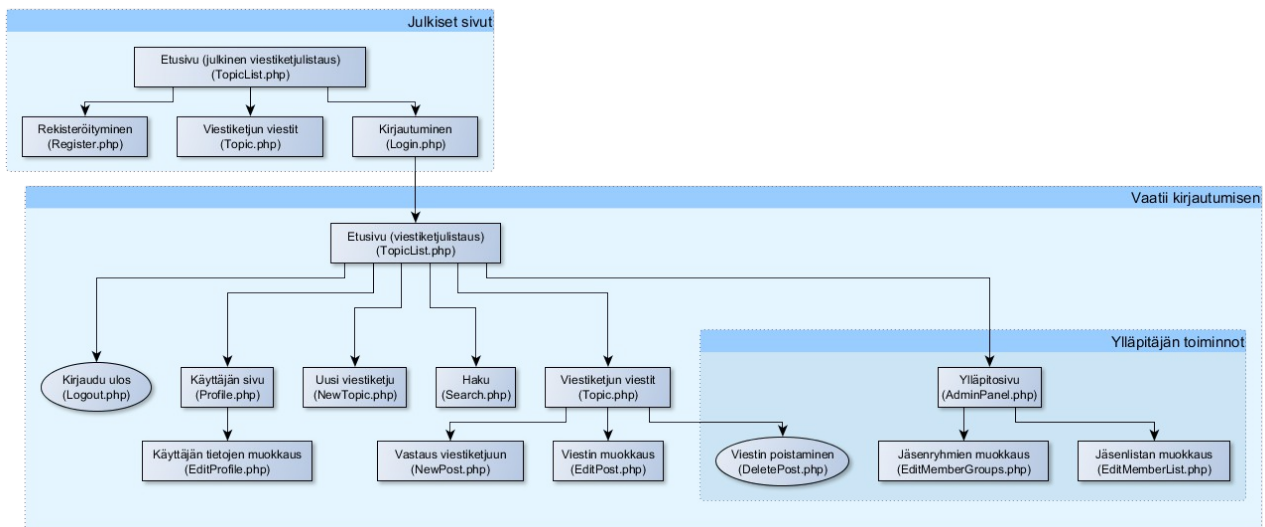 Julkiset sivut
Etusivu (julkinen viestiketjulistaus)
(TopicList.php)
Rekisteröityminen
(Register.php)
Viestiketjun viestit
(Topic.php)
Kirjautuminen
(Login.php)
Vaatii kirjautumisen
Etusivu (viestiketjulistaus)
(TopicList.php)
Ylläpitäjän toiminnot
Kirjaudu ulos
(Logout.php)
Käyttäjän sivu
(Profile.php)
Uusi viestiketju
(NewTopic.php)
Haku
(Search.php)
Viestiketjun viestit
(Topic.php)
Ylläpitosivu
(AdminPanel.php)
Käyttäjän tietojen muokkaus
(EditProfile.php)
Vastaus viestiketjuun
(NewPost.php)
Viestin muokkaus
(EditPost.php)
Viestin poistaminen
(DeletePost.php)
Jäsenryhmien muokkaus
(EditMemberGroups.php)
Jäsenlistan muokkaus
(EditMemberList.php)